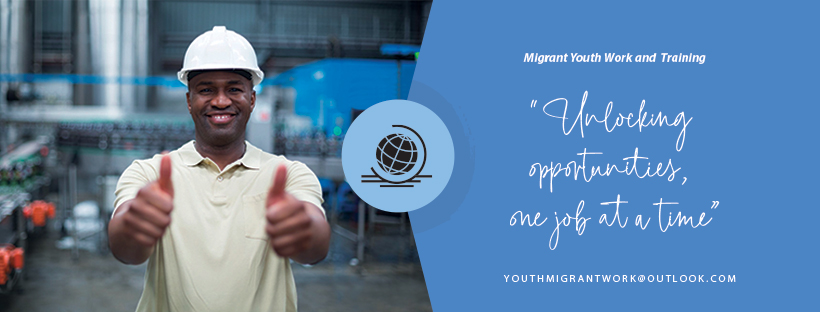 Migrant Youth Work and Training
"Unlocking
opportunities,
one job at a time"
YOUTHMIGRANTWORK@OUTLOOK.COM